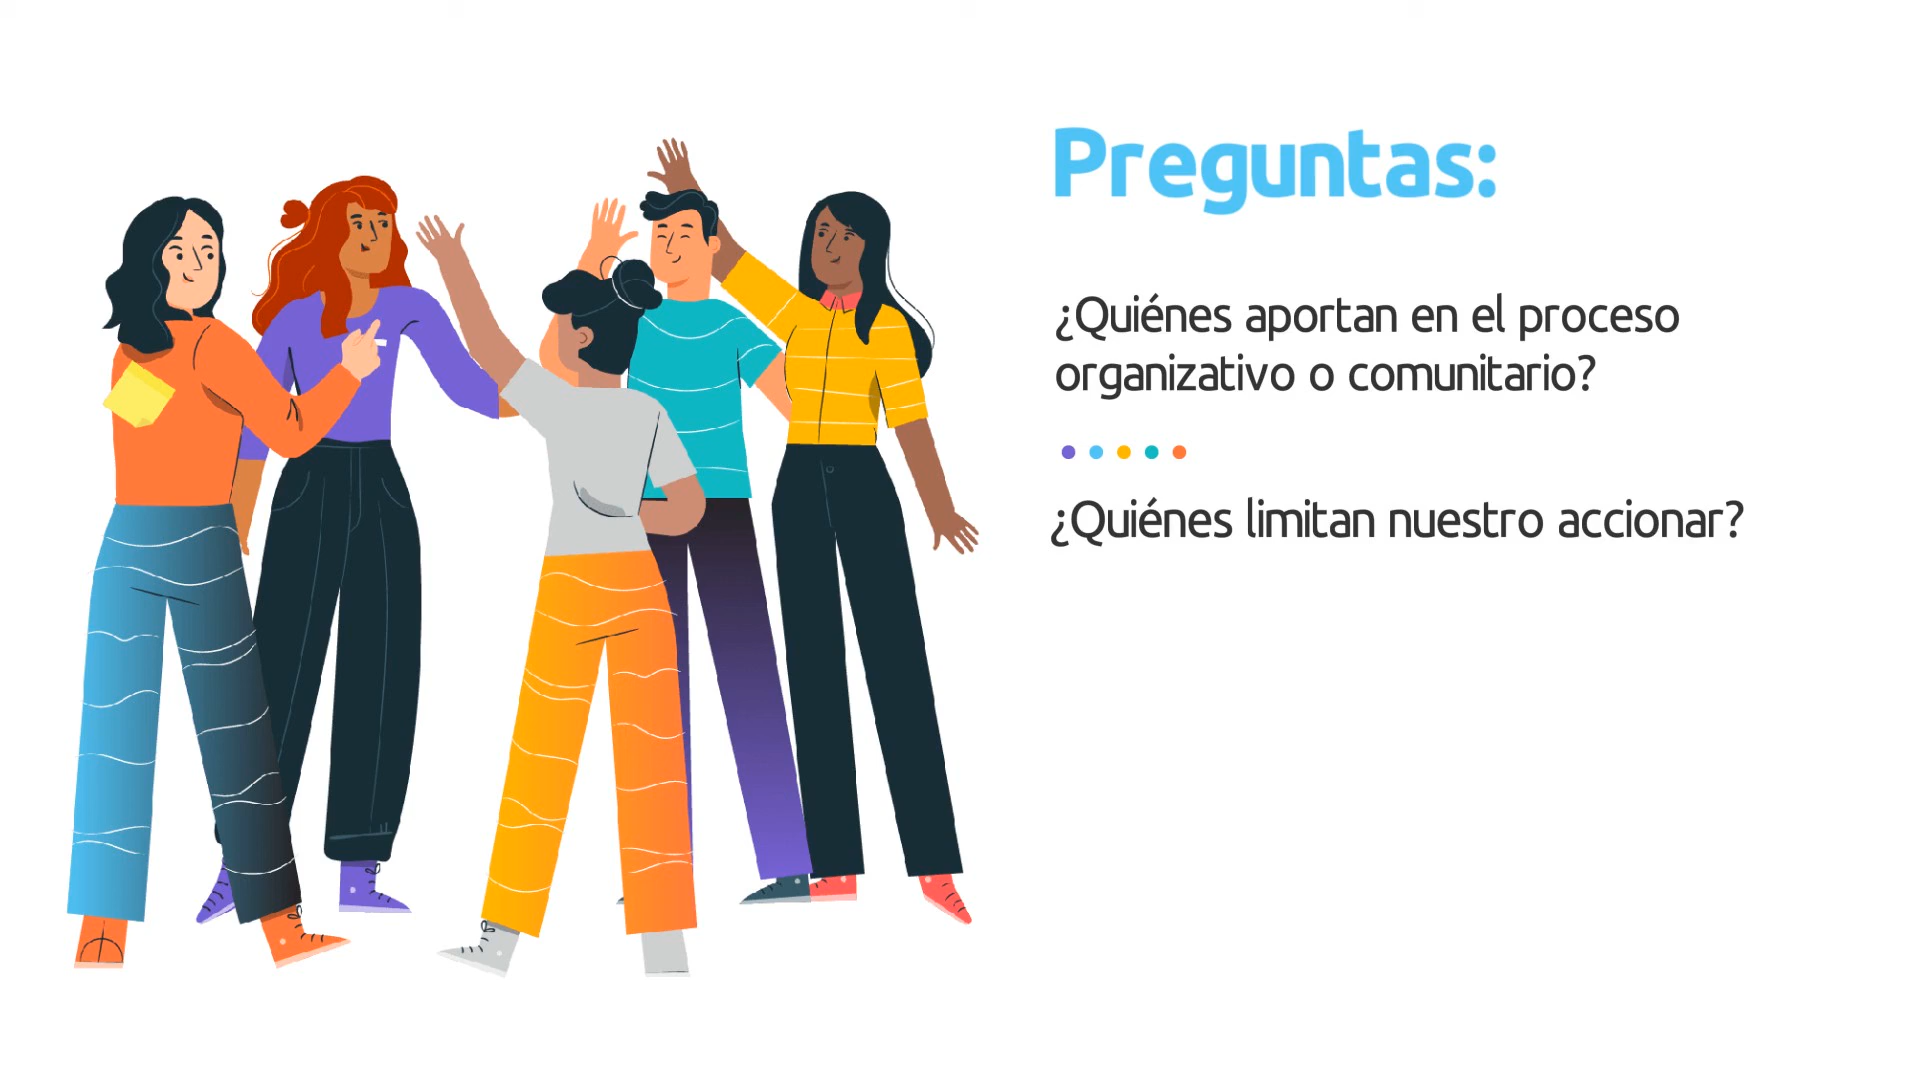 Preguntas:
¿Quiénes aportan en el proceso
organizativo o comunitario?
¿Quiénes limitan nuestro accionar?